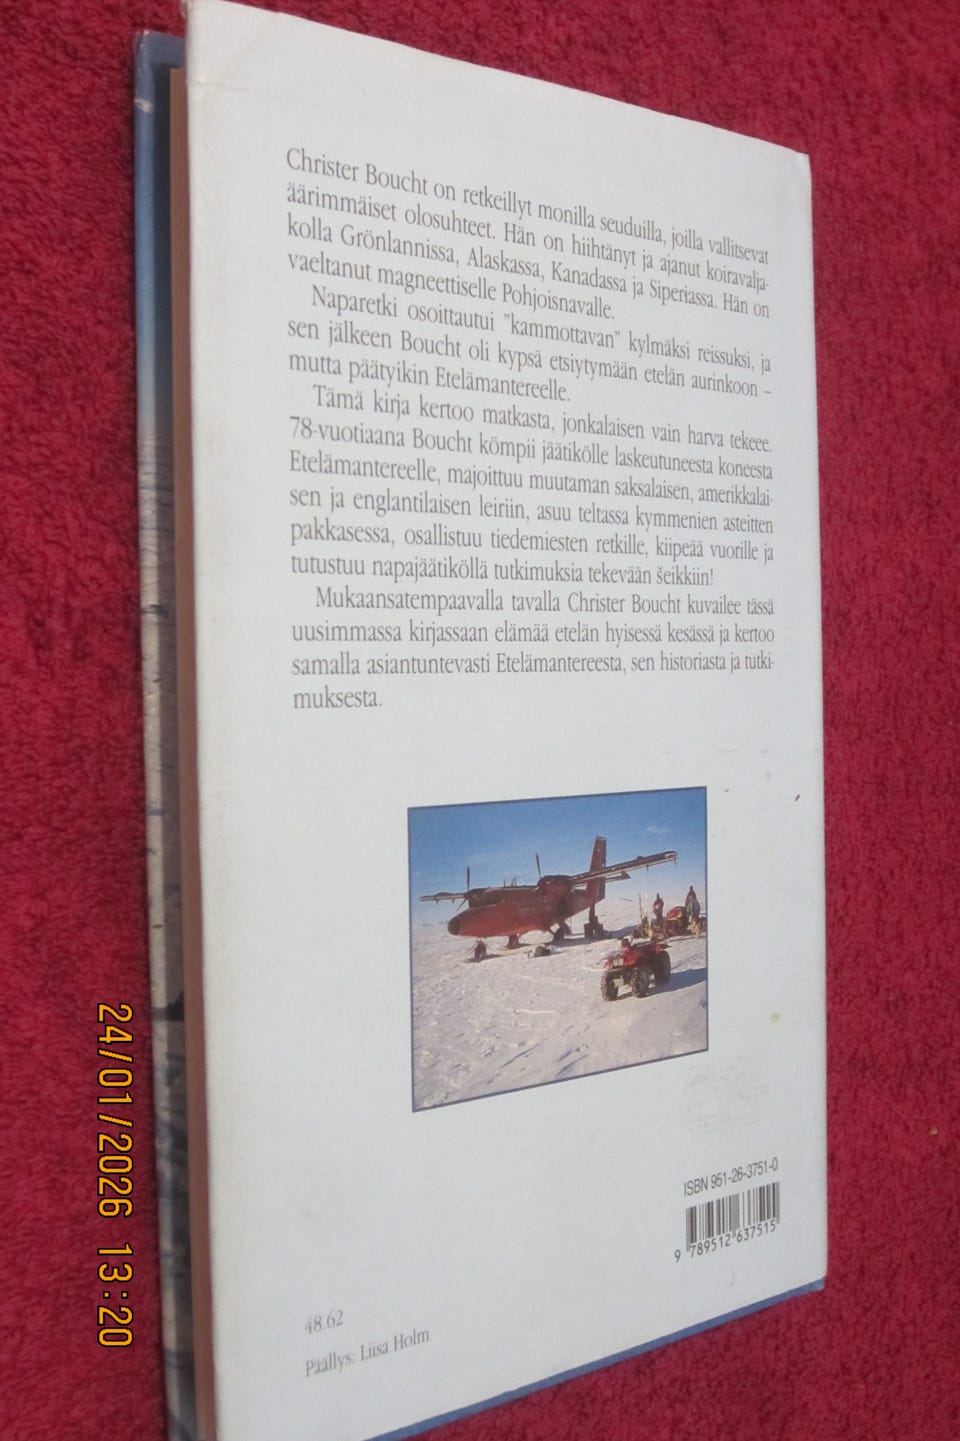 Christer Boucht on retkeillyt monilla seuduilla, joilla vallitsevat
äärimmäiset olosuhteet. Hän on hiihtänyt ja ajanut koiravalja-
kolla Grönlannissa, Alaskassa, Kanadassa ja Siperiassa. Hän on
vaeltanut magneettiselle Pohjoisnavalle.
Naparetki osoittautui "kammottavan" kylmäksi reissuksi, ja
sen jälkeen Boucht oli kypsä etsiytymään etelän aurinkoon –
mutta päätyikin Etelämantereelle.
Tämä kirja kertoo matkasta, jonkalaisen vain harva tekee.
78-vuotiaana Boucht kömpii jäätikölle laskeutuneesta koneesta
Etelämantereelle, majoittuu muutaman saksalaisen, amerikkalai-
sen ja englantilaisen leiriin, asuu teltassa kymmenien asteitten
pakkasessa, osallistuu tiedemiesten retkille, kiipeää vuorille ja
tutustuu napajäätiköllä tutkimuksia tekevään šeikkiin!
Mukaansatempaavalla tavalla Christer Boucht kuvailee tässä
uusimmassa kirjassaan elämää etelän hyisessä kesässä ja kertoo
samalla asiantuntevasti Etelämantereesta, sen historiasta ja tutki-
muksesta.
ISBN 951-26-3751-0
9 789512 637515
48.62
Päällys: Liisa Holm
24/01/2026 13:20